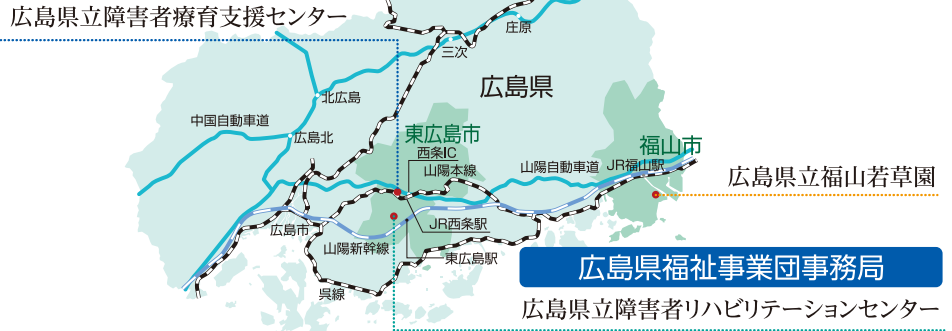 広島県立障害者療育支援センター
庄原
三次
広島県
北広島
中国自動車道
広島北
東広島市
福山市
西条IC
山陽本線
山陽自動車道
JR福山駅
広島県立福山若草園
広島市
JR西条駅
山陽新幹線
東広島駅
広島県福祉事業団事務局
呉線
広島県立障害者リハビリテーションセンター